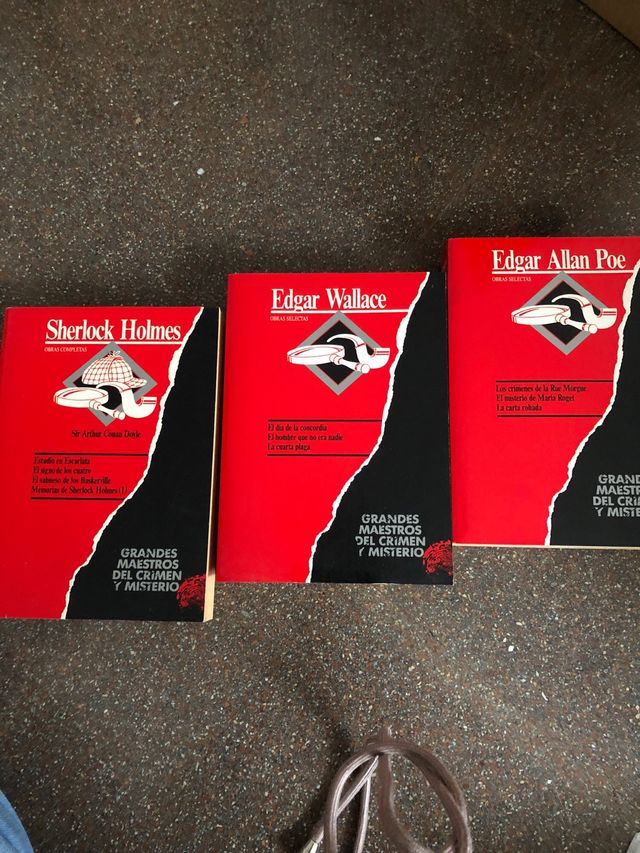 Sherlock Holmes
OBRAS COMPLETAS
Sir Arthur Conan Doyle
Estudio en Escarlata
El signo de los cuatro
El sabueso de los Baskerville
Memorias de Sherlock Holmes (I)
GRANDES
MAESTROS
DEL CRIMEN
Y MISTERIO
Edgar Wallace
OBRAS SELECTAS
El día de la concordia
El hombre que no era nadie
La cuarta plaga
GRANDES
MAESTROS
DEL CRIMEN
Y MISTERIO
Edgar Allan Poe
OBRAS SELECTAS
Los crímenes de la Rue Morgue
El misterio de María Roget
La carta robada
GRAND
MAESTR
DEL CRIM
Y MISTE